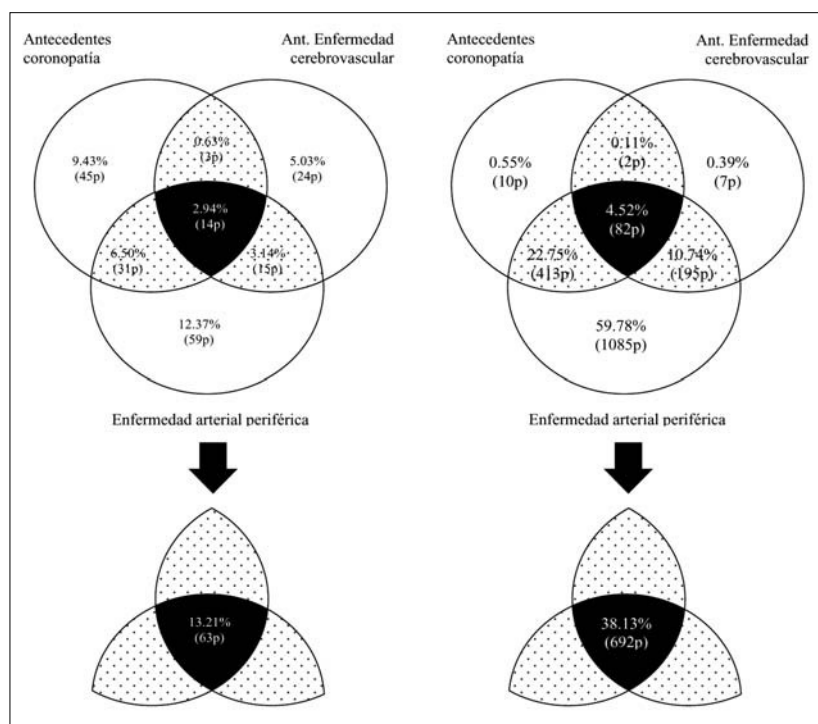 Antecedentes
coronopatía
Ant. Enfermedad
cerebrovascular
0.63%
(3p)
9.43%
(45p)
5.03%
(24p)
2.94%
(14p)
6.50%
(31p)
3.14%
(15p)
12.37%
(59p)
Enfermedad arterial periférica
13.21%
(63p)
Antecedentes
coronopatía
Ant. Enfermedad
cerebrovascular
0.11%
(2p)
0.55%
(10p)
0.39%
(7p)
4.52%
(82p)
22.75%
(413p)
10.74%
(195p)
59.78%
(1085p)
Enfermedad arterial periférica
38.13%
(692p)